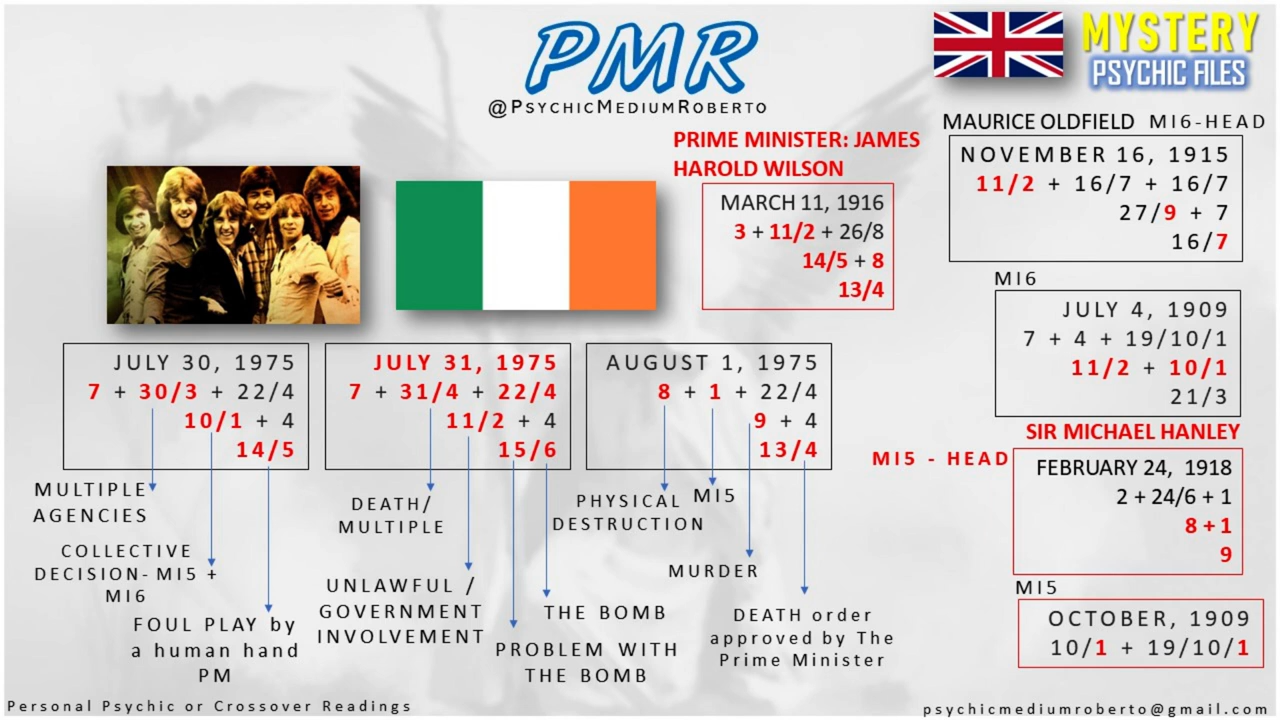 PMR
@PSYCHICMEDIUMROBERTO
MYSTERY
PSYCHIC FILES
PRIME MINISTER: JAMES
HAROLD WILSON
MARCH 11, 1916
3 + 11/2 + 26/8
14/5 + 8
13/4
MAURICE OLDFIELD MI6-HEAD
NOVEMBER 16, 1915
11/2 + 16/7 + 16/7
27/9 + 7
16/7
MI6
JULY 4, 1909
7 + 4 + 19/10/1
11/2 + 10/1
21/3
SIR MICHAEL HANLEY
MI5 - HEAD
FEBRUARY 24, 1918
2 + 24/6 + 1
8 + 1
9
MI5
OCTOBER, 1909
10/1 + 19/10/1
JULY 30, 1975
7 + 30/3 + 22/4
10/1 + 4
14/5
MULTIPLE
AGENCIES
COLLECTIVE
DECISION- MI5 +
MI6
FOUL PLAY by
a human hand
PM
JULY 31, 1975
7 + 31/4 + 22/4
11/2 + 4
15/6
DEATH/
MULTIPLE
UNLAWFUL /
GOVERNMENT
INVOLVEMENT
THE BOMB
PROBLEM WITH
THE BOMB
AUGUST 1, 1975
8 + 1 + 22/4
9 + 4
13/4
PHYSICAL
DESTRUCTION
MI5
MURDER
DEATH order
approved by The
Prime Minister
Personal Psychic or Crossover Readings
psychicmediumroberto@gmail.com